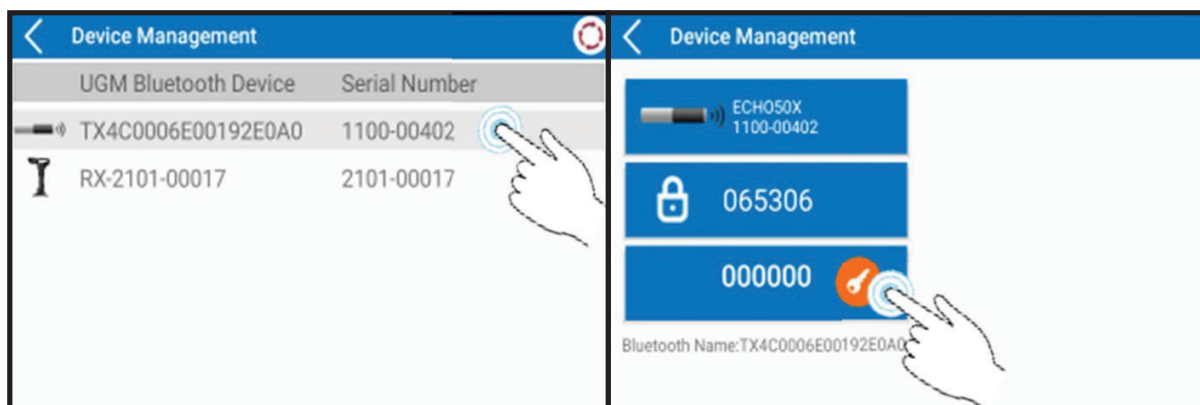 Device Management
UGM Bluetooth Device Serial Number
TX4C0006E00192E0A0 1100-00402
RX-2101-00017 2101-00017
Device Management
ECHO50X
1100-00402
065306
000000
Bluetooth Name:TX4C0006E00192E0A0